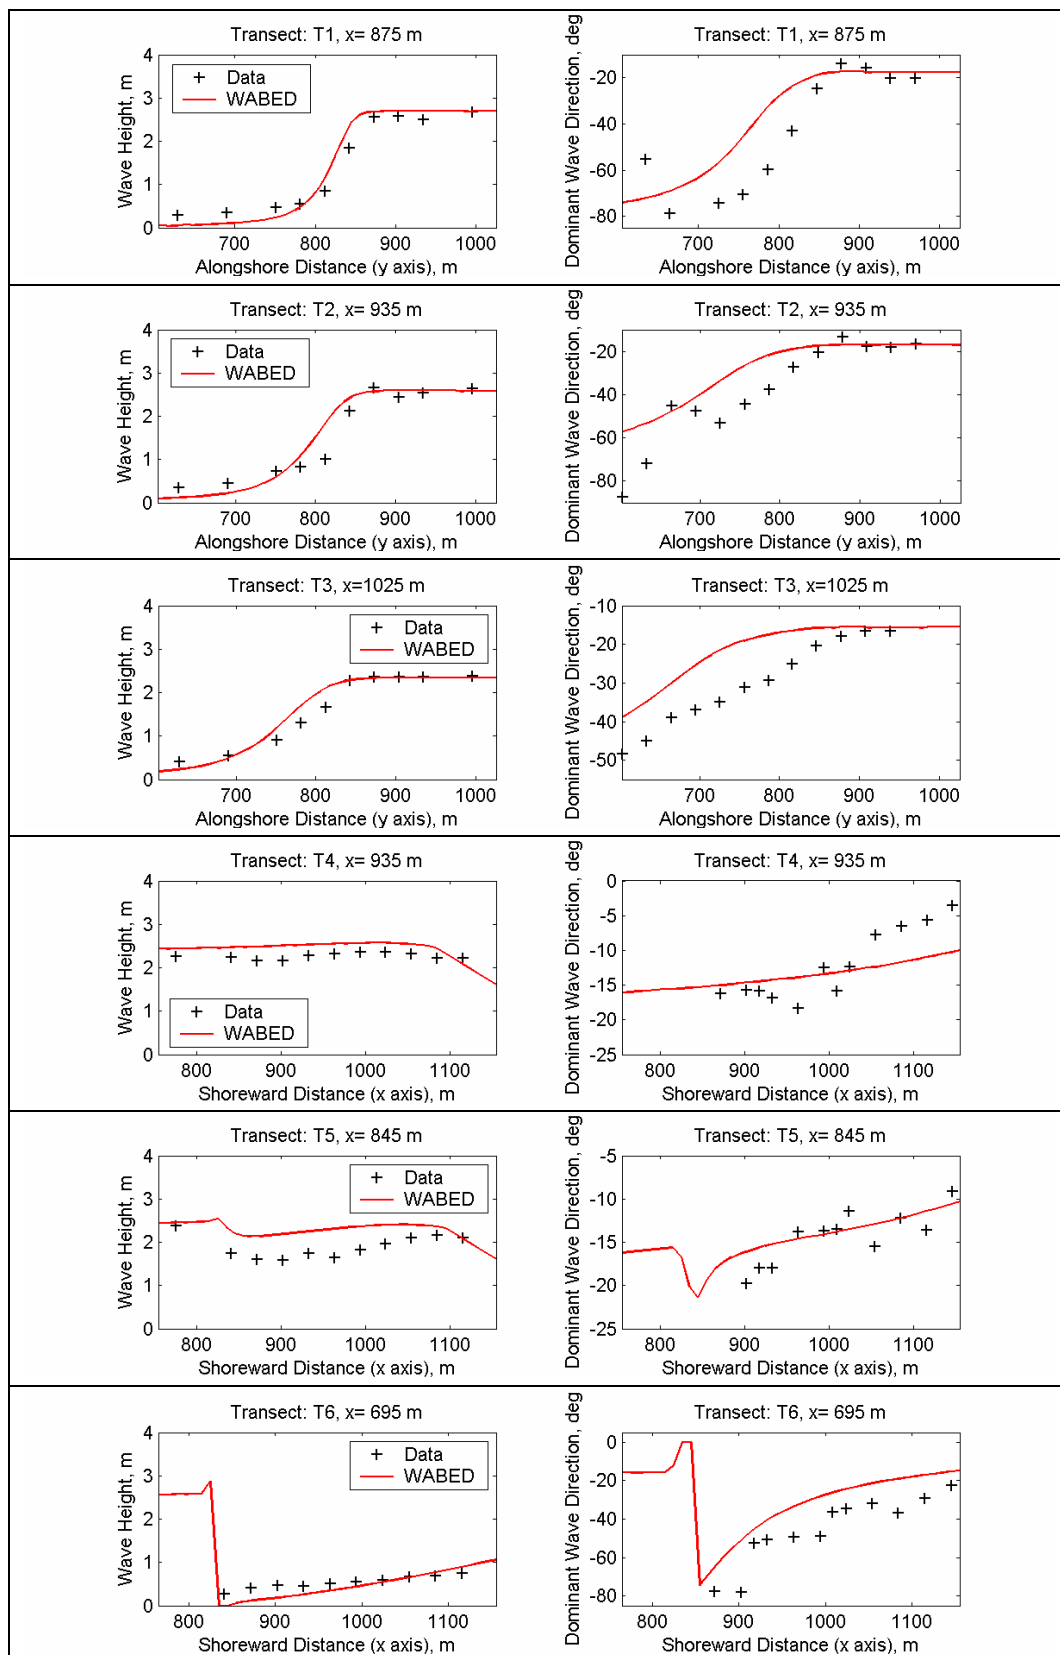 Transect: T1, x= 875 m
4
3
2
1
0
Wave Height, m
Data
WABED
700 800 900 1000
Alongshore Distance (y axis), m
Transect: T1, x= 875 m
-20
-40
-60
-80
Dominant Wave Direction, deg
700 800 900 1000
Alongshore Distance (y axis), m
Transect: T2, x= 935 m
4
3
2
1
0
Wave Height, m
Data
WABED
700 800 900 1000
Alongshore Distance (y axis), m
Transect: T2, x= 935 m
-20
-40
-60
-80
Dominant Wave Direction, deg
700 800 900 1000
Alongshore Distance (y axis), m
Transect: T3, x=1025 m
4
3
2
1
0
Wave Height, m
Data
WABED
700 800 900 1000
Alongshore Distance (y axis), m
Transect: T3, x=1025 m
-10
-20
-30
-40
-50
Dominant Wave Direction, deg
700 800 900 1000
Alongshore Distance (y axis), m
Transect: T4, x= 935 m
4
3
2
1
0
Wave Height, m
Data
WABED
800 900 1000 1100
Shoreward Distance (x axis), m
Transect: T4, x= 935 m
0
-5
-10
-15
-20
-25
Dominant Wave Direction, deg
800 900 1000 1100
Shoreward Distance (x axis), m
Transect: T5, x= 845 m
4
3
2
1
0
Wave Height, m
Data
WABED
800 900 1000 1100
Shoreward Distance (x axis), m
Transect: T5, x= 845 m
-5
-10
-15
-20
-25
Dominant Wave Direction, deg
800 900 1000 1100
Shoreward Distance (x axis), m
Transect: T6, x= 695 m
4
3
2
1
0
Wave Height, m
Data
WABED
800 900 1000 1100
Shoreward Distance (x axis), m
Transect: T6, x= 695 m
0
-20
-40
-60
-80
Dominant Wave Direction, deg
800 900 1000 1100
Shoreward Distance (x axis), m